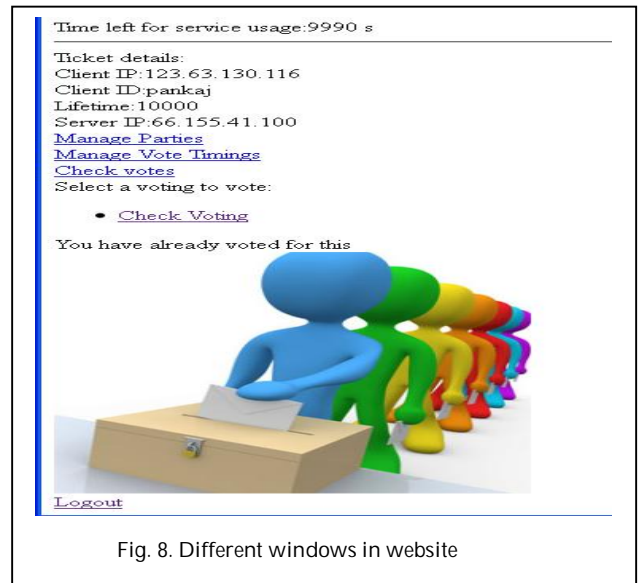 Time left for service usage:9990 s
Ticket details:
Client IP:123.63.130.116
Client ID:pankaj
Lifetime:10000
Server IP:66.155.41.100
Manage Parties
Manage Vote Timings
Check votes
Select a voting to vote:
• Check Voting
You have already voted for this
Logout
Fig. 8. Different windows in website